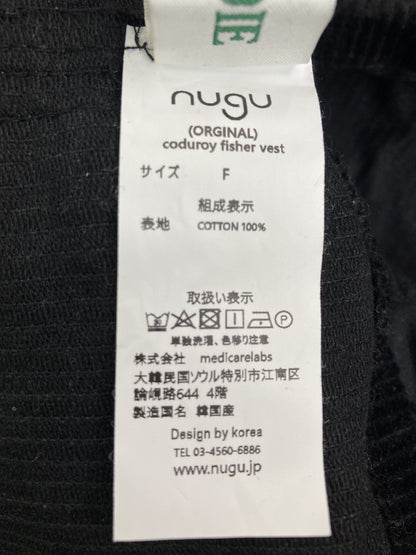 nugu
(ORGINAL)
coduroy fisher vest
サイズ F
組成表示
表地 COTTON 100%
取扱い表示
単独洗濯、色移り注意
株式会社 medicarelabs
大韓民国ソウル特別市江南区
論峴路644 4階
製造国名 韓国産
Design by korea
TEL 03-4560-6886
www.nugu.jp